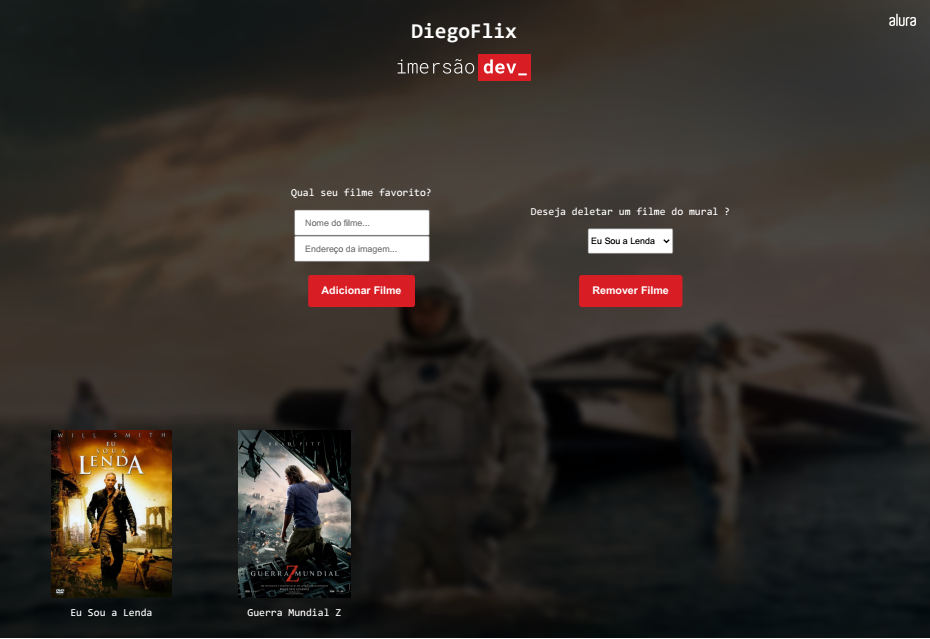 DiegoFlix
alura
imersão dev_
Qual seu filme favorito?
Nome do filme...
Endereço da imagem...
Adicionar Filme
Deseja deletar um filme do mural ?
Eu Sou a Lenda
Remover Filme
WILL SMITH
EU
SOU A
LENDA
DVD
Eu Sou a Lenda
BRAD PITT
GUERRA Z MUNDIAL
Guerra Mundial Z